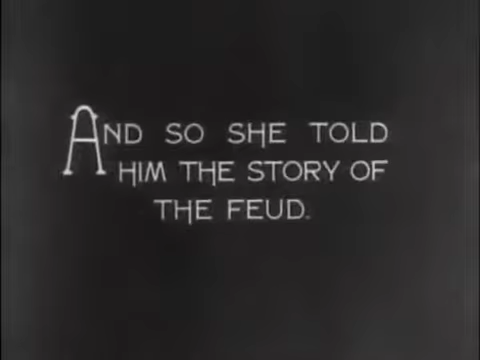 AND SO SHE TOLD
HIM THE STORY OF
THE FEUD.